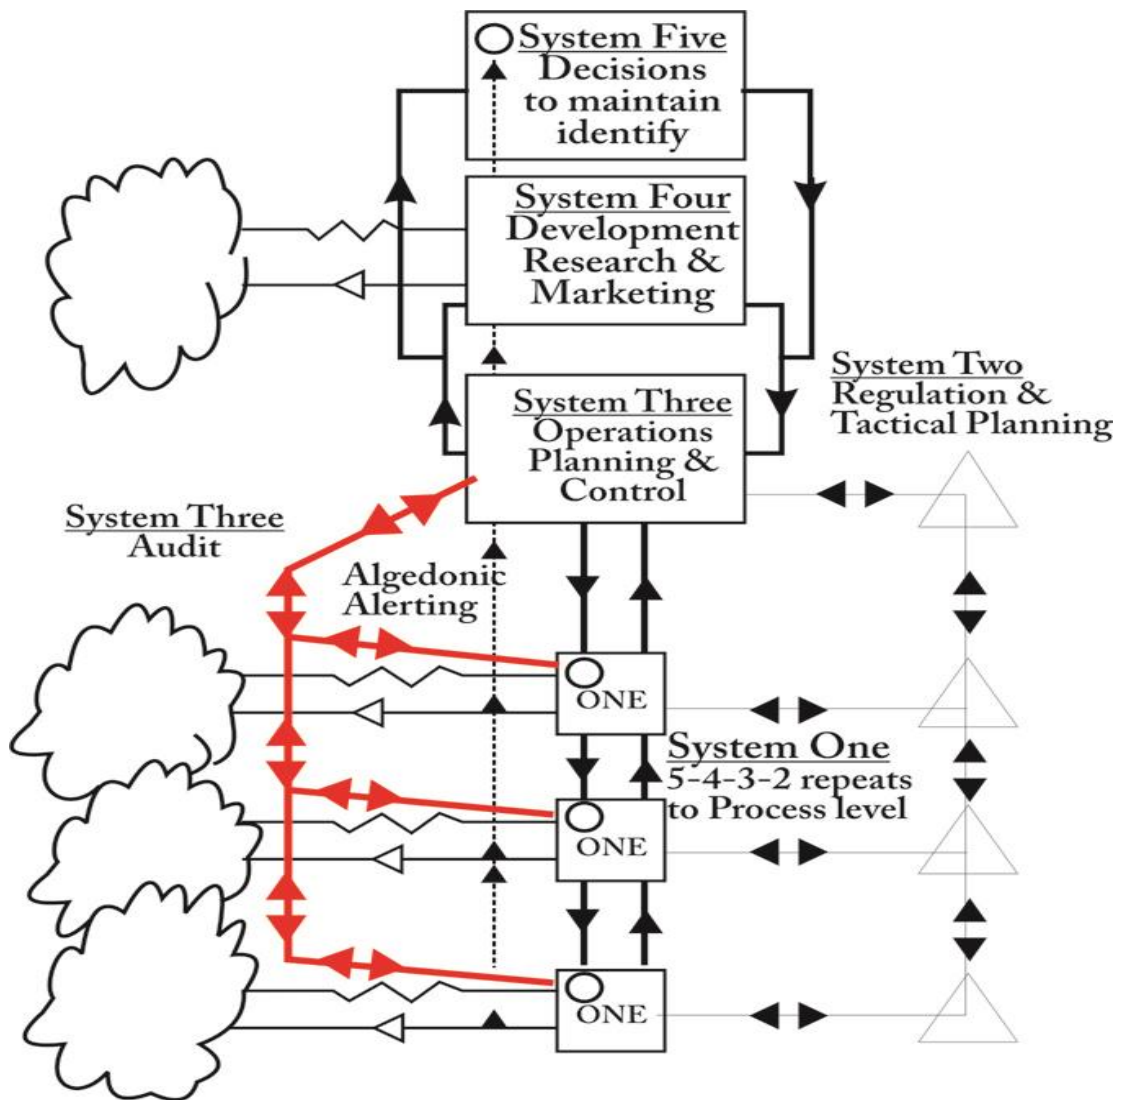 System Five
Decisions
to maintain
identify
System Four
Development
Research &
Marketing
System Two
Regulation &
Tactical Planning
System Three
Operations
Planning &
Control
System Three
Audit
Algedonic
Alerting
ONE
System One
5-4-3-2 repeats
to Process level
ONE
ONE